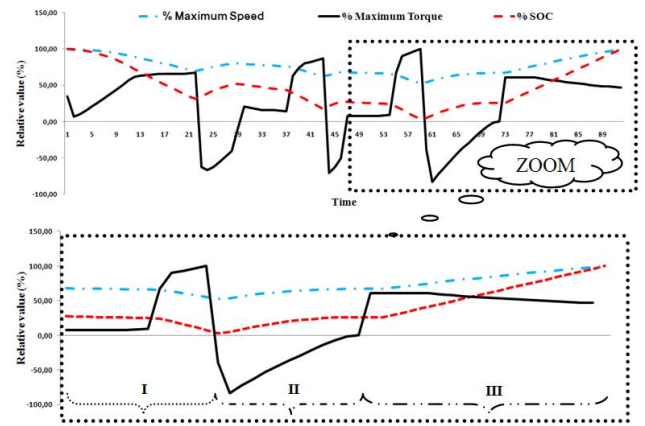 % Maximum Speed % Maximum Torque % SOC
150,00
100,00
50,00
0,00
-50,00
-100,00
Relative value (%)
1 5 9 13 17 21 25 29 33 37 41 45 49 53 57 61 65 69 73 77 81 85 89
Time
ZOOM
150,00
100,00
50,00
0,00
-50,00
-100,00
Relative value (%)
I II III